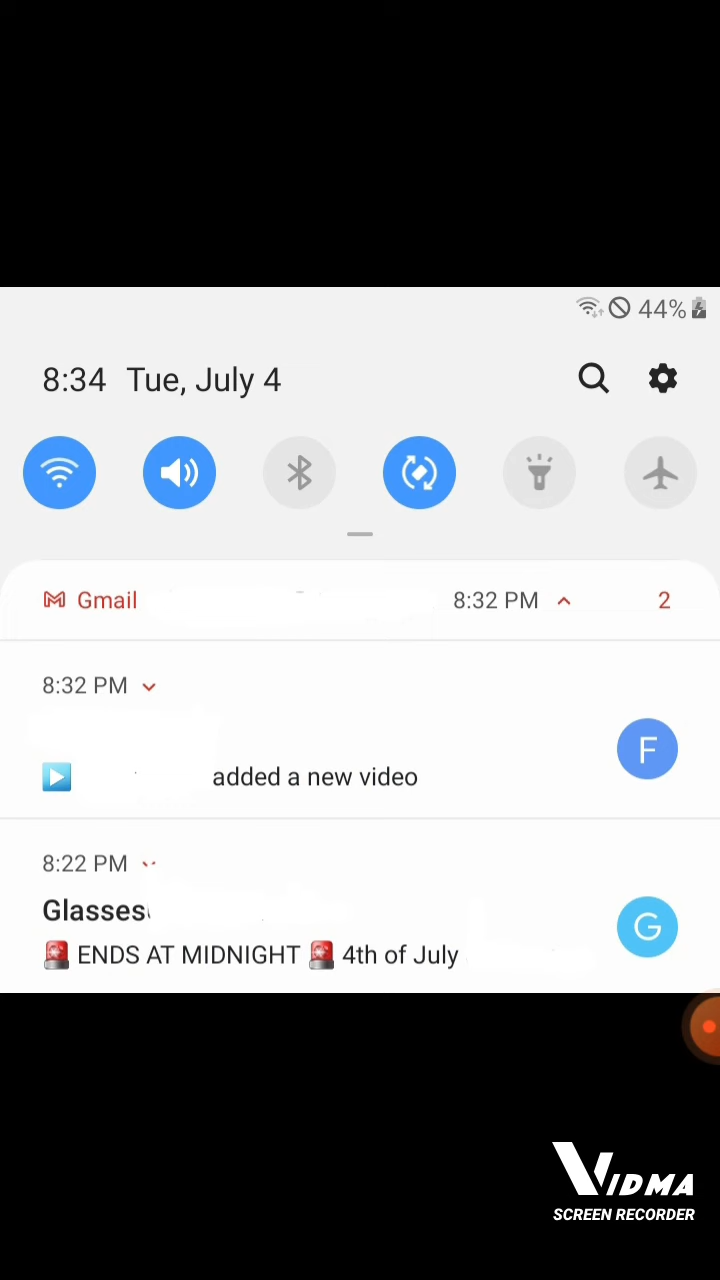 44%
8:34 Tue, July 4
Gmail 8:32 PM 2
8:32 PM
F
added a new video
8:22 PM
Glasses
G
🚨 ENDS AT MIDNIGHT 🚨 4th of July
VIDMA
SCREEN RECORDER